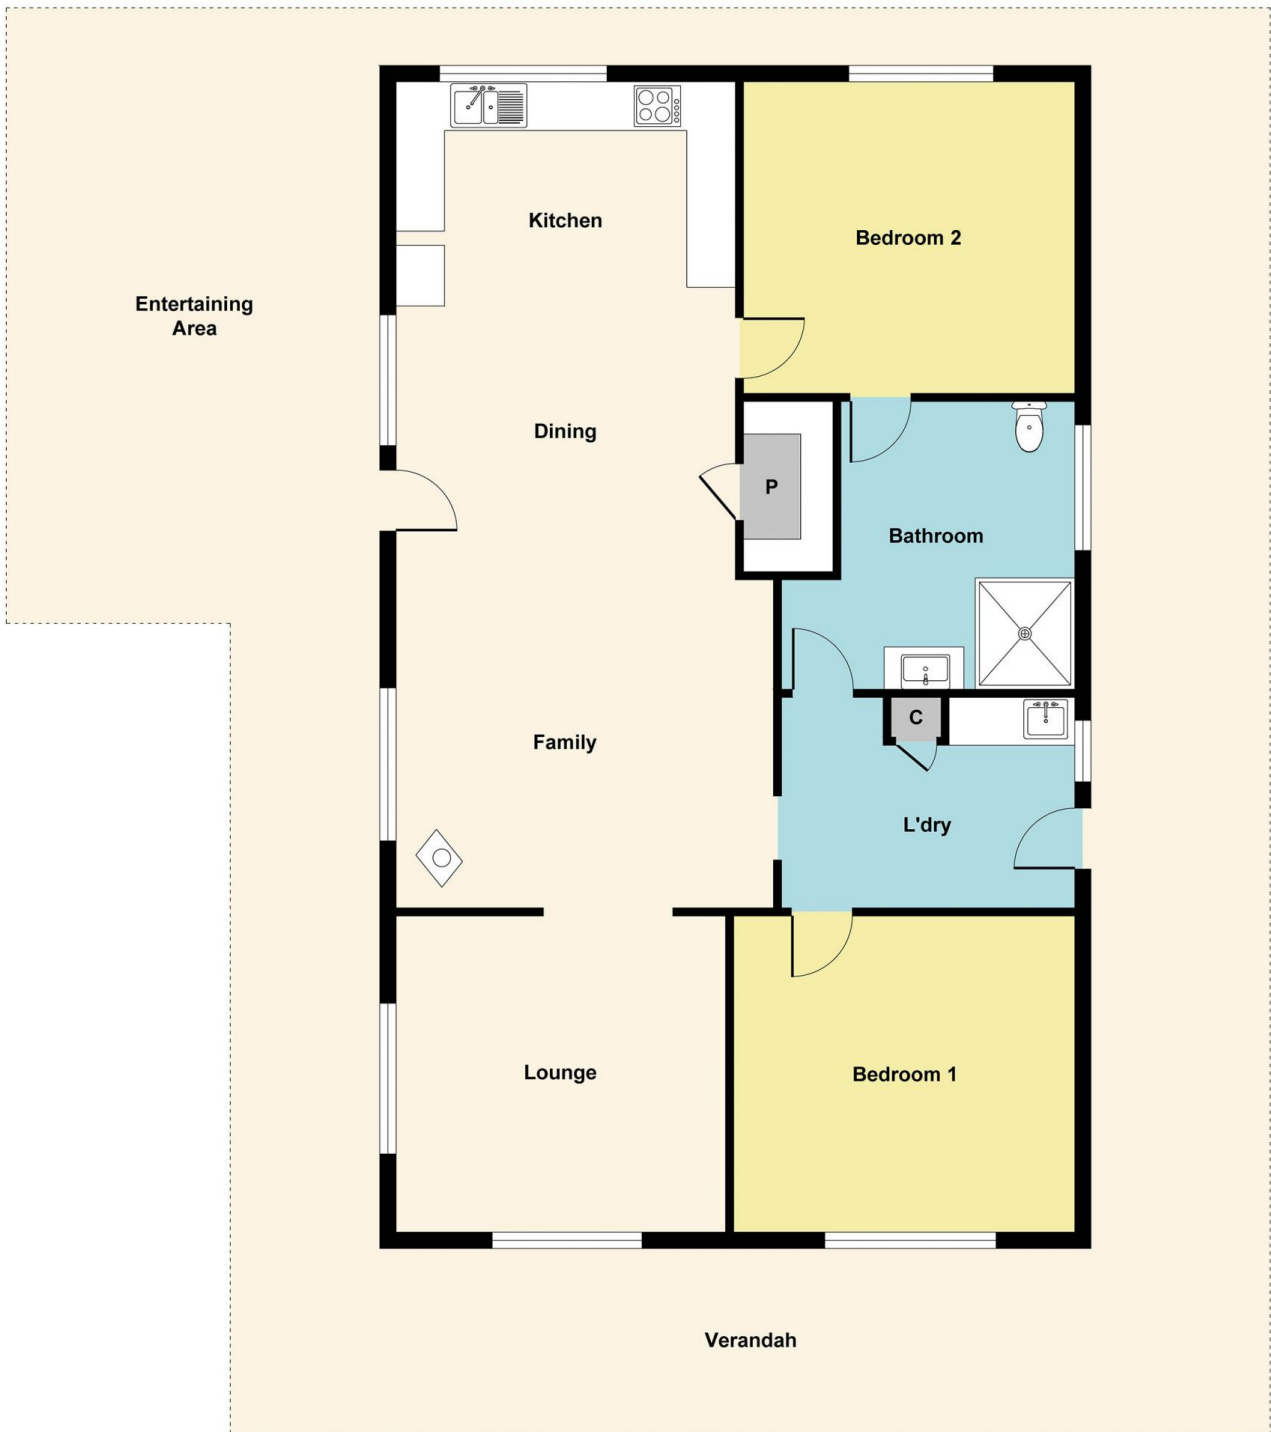 Kitchen
Bedroom 2
Entertaining
Area
Dining
P
Bathroom
C
Family
L'dry
Lounge
Bedroom 1
Verandah